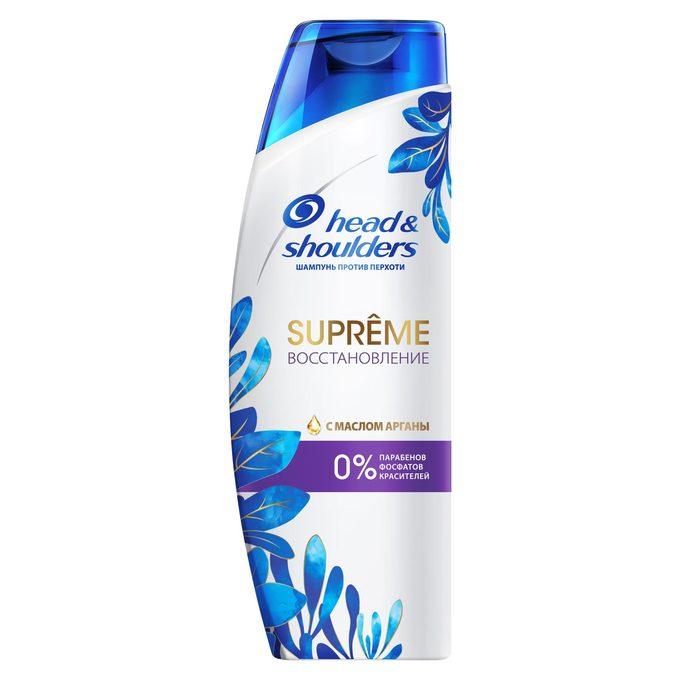 head &
shoulders
ШАМПУНЬ ПРОТИВ ПЕРХОТИ
SUPRÊME
ВОССТАНОВЛЕНИЕ
С МАСЛОМ АРГАНЫ
0% ПАРАБЕНОВ
ФОСФАТОВ
КРАСИТЕЛЕЙ